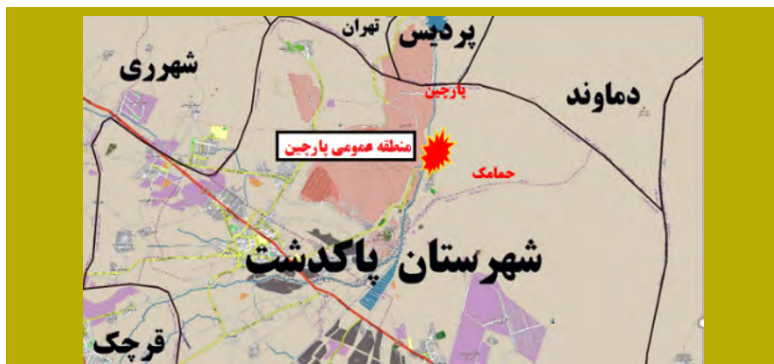 تهران
پردیس
شهرری
پارچین
دماوند
منطقه عمومی پارچین
حمامک
شهرستان پاکدشت
قرچک